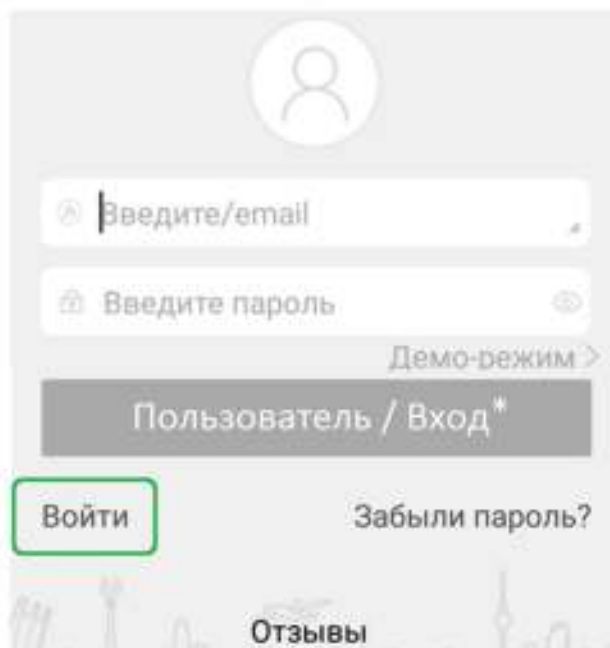 Введите/email
Введите пароль
Демо-режим >
Пользователь / Вход*
Войти
Забыли пароль?
Отзывы